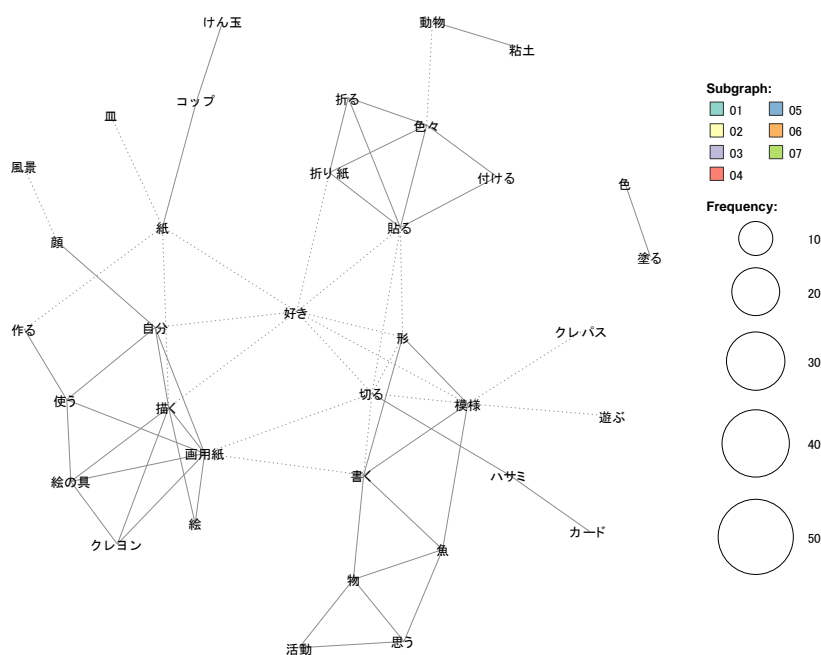 けん玉
動物
粘土
コップ
折る
皿
色々
風景
折り紙
付ける
色
紙
貼る
顔
塗る
好き
作る
自分
形
クレパス
使う
描く
切る
模様
遊ぶ
画用紙
絵の具
書く
ハサミ
絵
クレヨン
カード
魚
物
活動
思う
Subgraph:
01 05
02 06
03 07
04
Frequency:
10
20
30
40
50